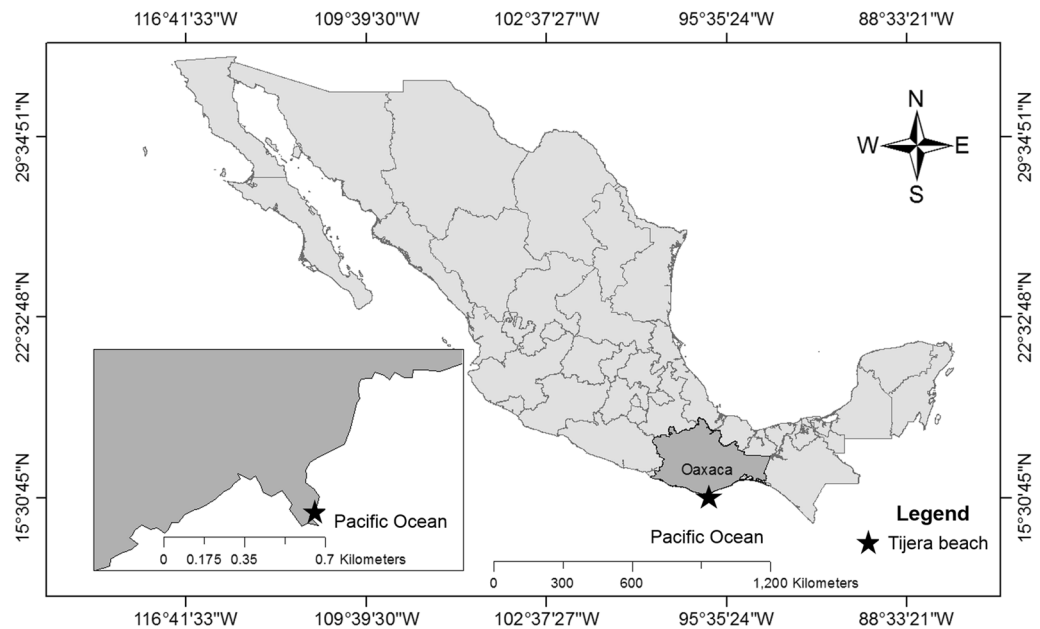 116°41'33"W 109°39'30"W 102°37'27"W 95°35'24"W 88°33'21"W
29°34'51"N
22°32'48"N
15°30'45"N
N
W E
S
29°34'51"N
22°32'48"N
15°30'45"N
Oaxaca
Pacific Ocean
Pacific Ocean
0 0.175 0.35 0.7 Kilometers
0 300 600 1,200 Kilometers
Legend
Tijera beach
116°41'33"W 109°39'30"W 102°37'27"W 95°35'24"W 88°33'21"W